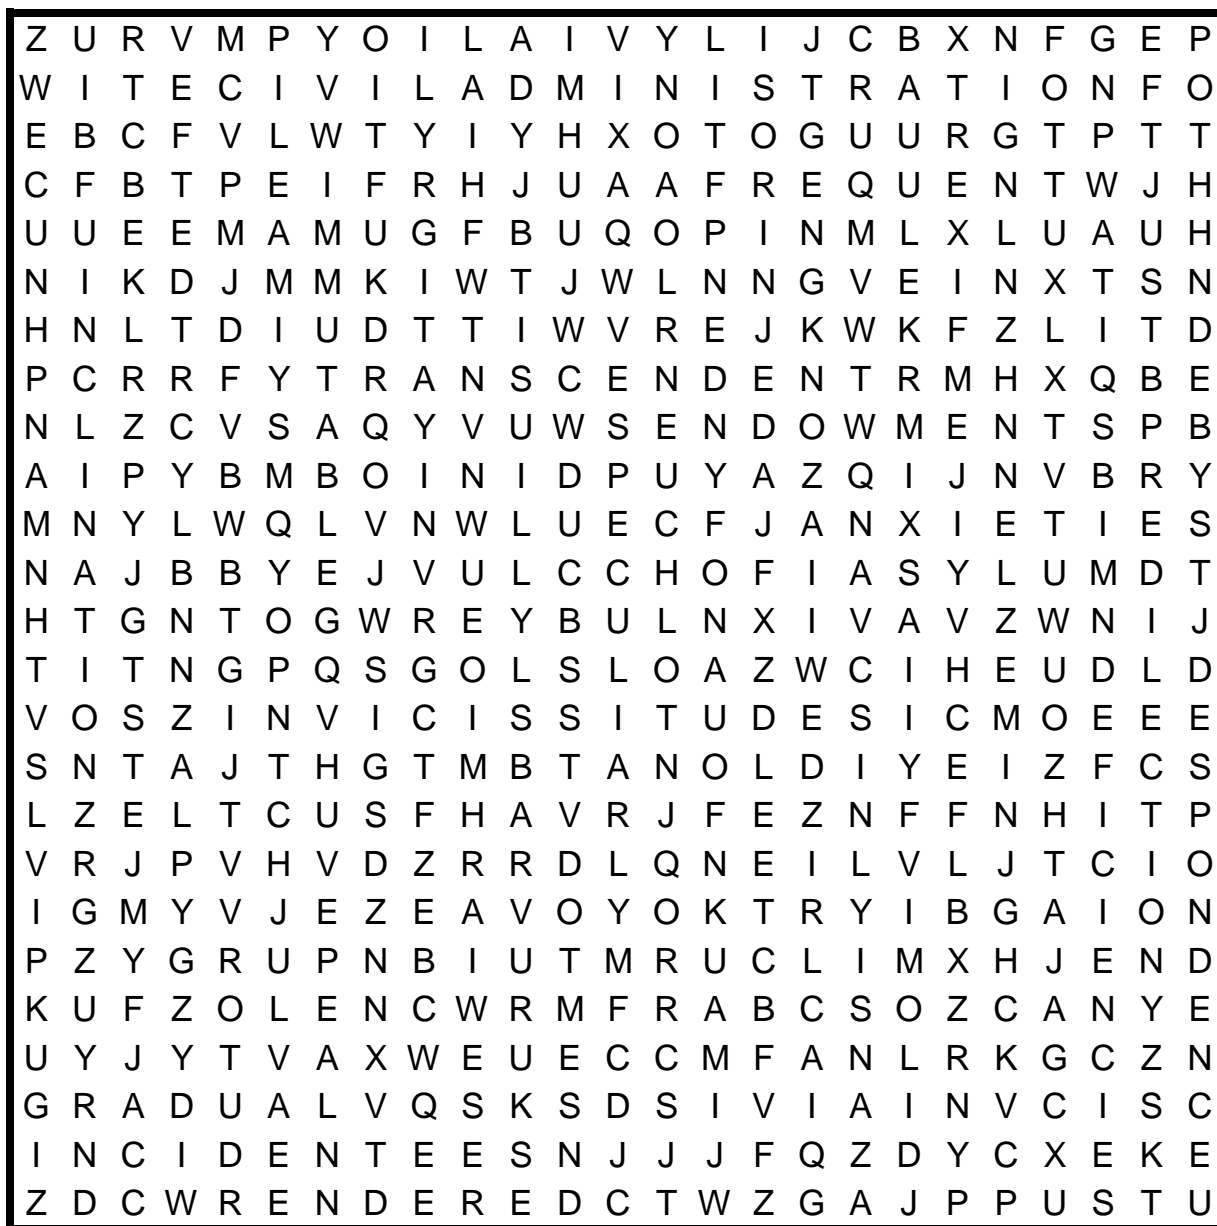 Z U R V M P Y O I L A I V Y L I J C B X N F G E P
W I T E C I V I L A D M I N I S T R A T I O N F O
E B C F V L W T Y I Y H X O T O G U U R G T P T T
C F B T P E I F R H J U A A F R E Q U E N T W J H
U U E E M A M U G F B U Q O P I N M L X L U A U H
N I K D J M M K I W T J W L N N G V E I N X T S N
H N L T D I U D T T I W V R E J K W K F Z L I T D
P C R R F Y T R A N S C E N D E N T R M H X Q B E
N L Z C V S A Q Y V U W S E N D O W M E N T S P B
A I P Y B M B O I N I D P U Y A Z Q I J N V B R Y
M N Y L W Q L V N W L U E C F J A N X I E T I E S
N A J B B Y E J V U L C C H O F I A S Y L U M D T
H T G N T O G W R E Y B U L N X I V A V Z W N I J
T I T N G P Q S G O L S L O A Z W C I H E U D L D
V O S Z I N V I C I S S I T U D E S I C M O E E E
S N T A J T H G T M B T A N O L D I Y E I Z F C S
L Z E L T C U S F H A V R J F E Z N F F N H I T P
V R J P V H V D Z R R D L Q N E I L V L J T C I O
I G M Y V J E Z E A V O Y O K T R Y I B G A I O N
P Z Y G R U P N B I U T M R U C L I M X H J E N D
K U F Z O L E N C W R M F R A B C S O Z C A N Y E
U Y J Y T V A X W E U E C C M F A N L R K G C Z N
G R A D U A L V Q S K S D S I V I A I N V C I S C
I N C I D E N T E E S N J J J F Q Z D Y C X E K E
Z D C W R E N D E R E D C T W Z G A J P P U S T U